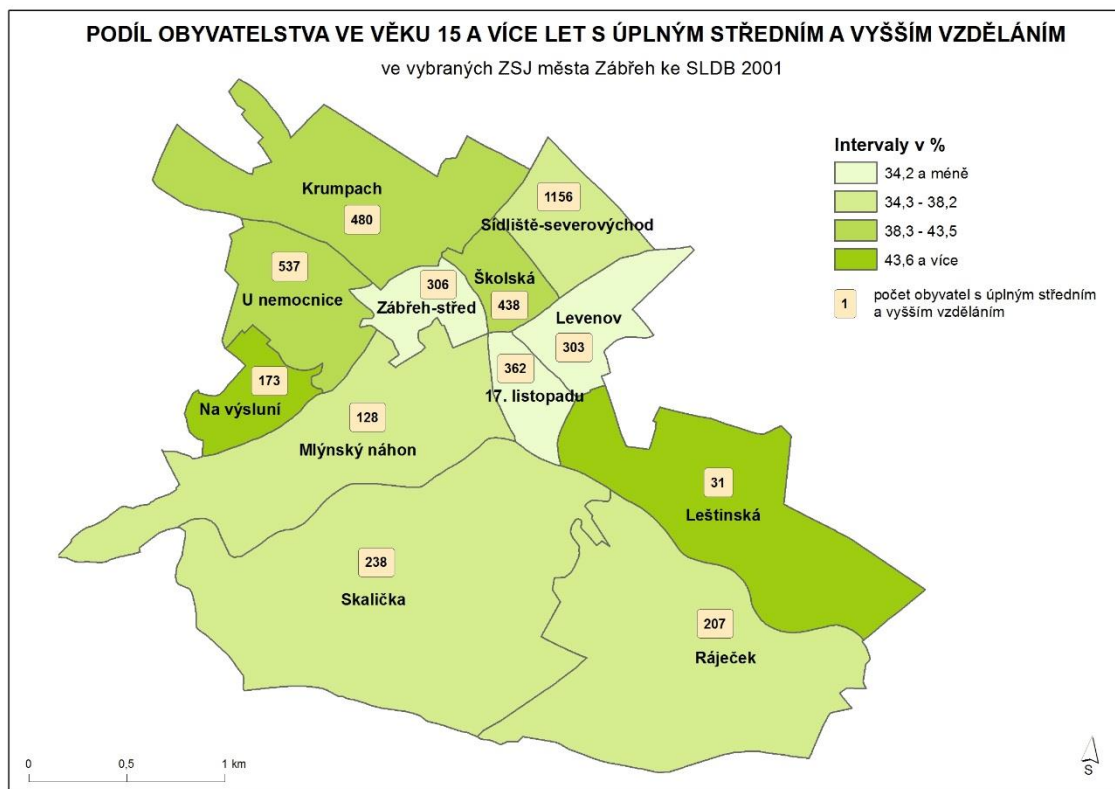 PODÍL OBYVATELSTVA VE VĚKU 15 A VÍCE LET S ÚPLNÝM STŘEDNÍM A VYŠŠÍM VZDĚLÁNÍM
ve vybraných ZSJ města Zábřeh ke SLDB 2001
Intervaly v %
34,2 a méně
34,3 - 38,2
38,3 - 43,5
43,6 a více
1
počet obyvatel s úplným středním
a vyšším vzděláním
Krumpach
480
1156
Sídliště-severovýchod
537
U nemocnice
306
Zábřeh-střed
Školská
438
Levenov
303
362
17. listopadu
173
Na výsluní
128
Mlýnský náhon
31
Leštinská
238
Skalička
207
Ráječek
0
0,5
1 km
S